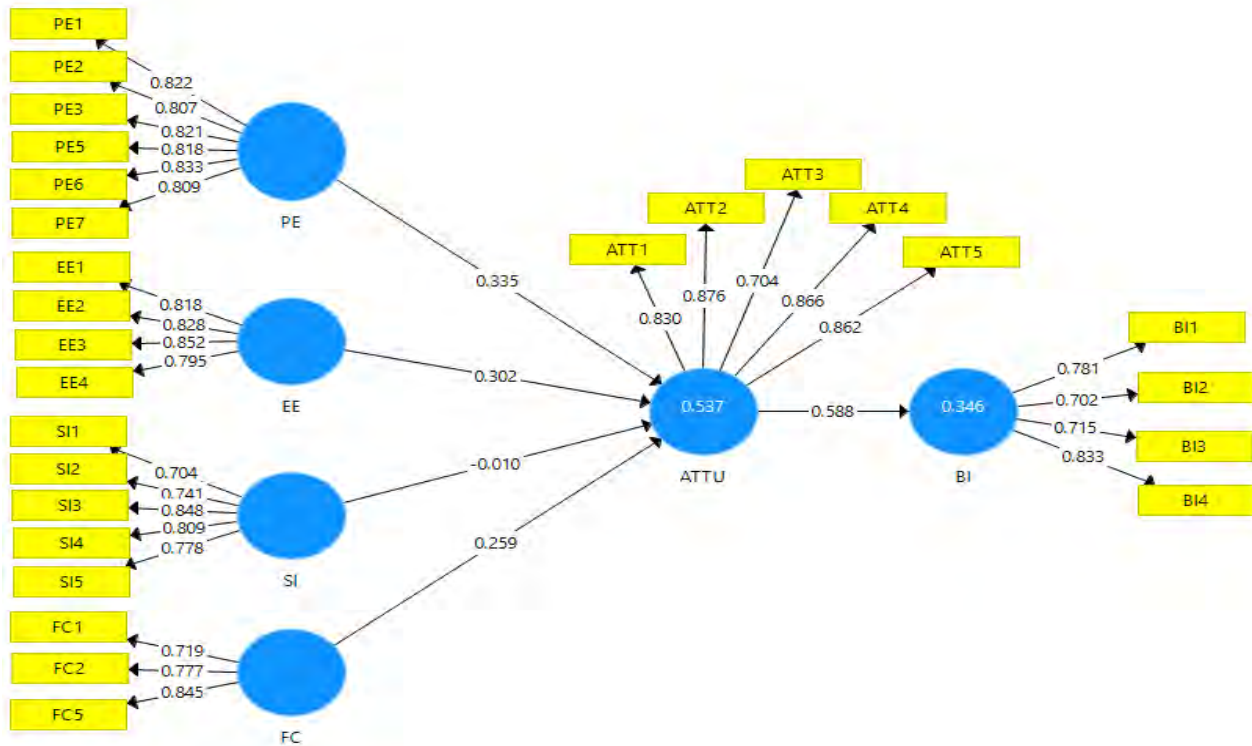 PE1
PE2
PE3
PE5
PE6
PE7
0.822
0.807
0.821
0.818
0.833
0.809
PE
EE1
EE2
EE3
EE4
0.818
0.828
0.852
0.795
EE
SI1
SI2
SI3
SI4
SI5
0.704
0.741
0.848
0.809
0.778
SI
FC1
FC2
FC5
0.719
0.777
0.845
FC
0.335
0.302
-0.010
0.259
ATT1
ATT2
ATT3
ATT4
ATT5
0.830
0.876
0.704
0.866
0.862
0.537
ATTU
0.588
0.346
BI
0.781
0.702
0.715
0.833
BI1
BI2
BI3
BI4